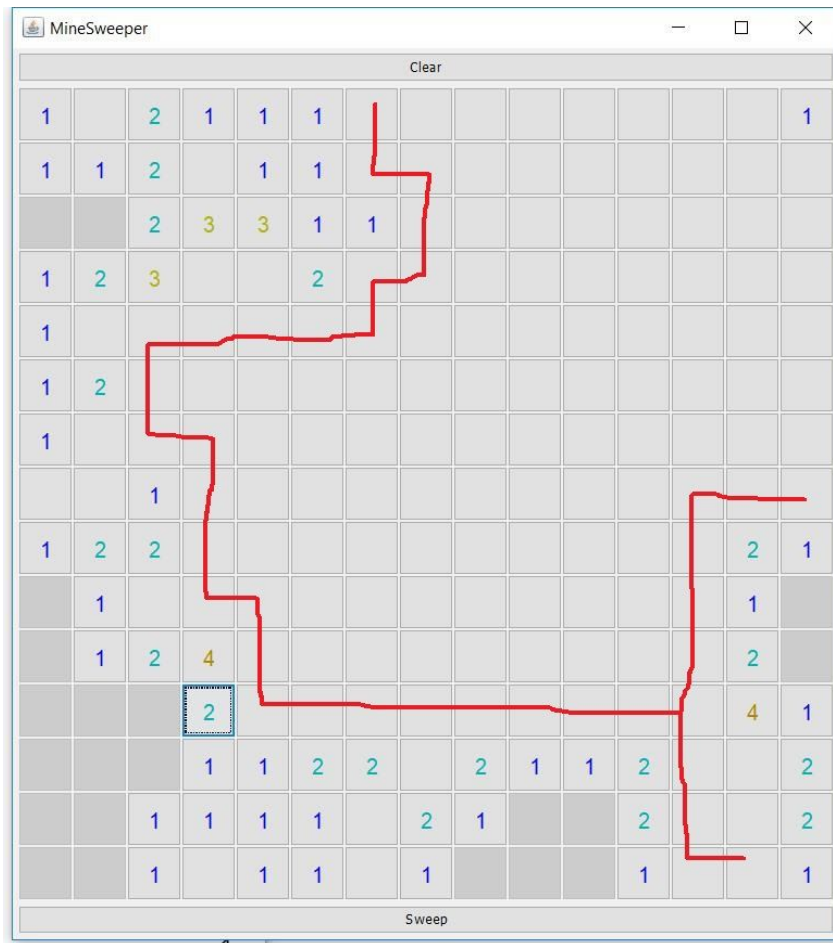 MineSweeper
Clear
1 2 1 1 1 1
1 1 2 1 1
2 3 3 1 1
1 2 3 2
1
1 2
1
1
1 2 2 2 1
1 1
1 2 4 2
2 4 1
1 1 2 2 2 1 1 2 2
1 1 1 1 2 1 2 2
1 1 1 1 1 1
Sweep